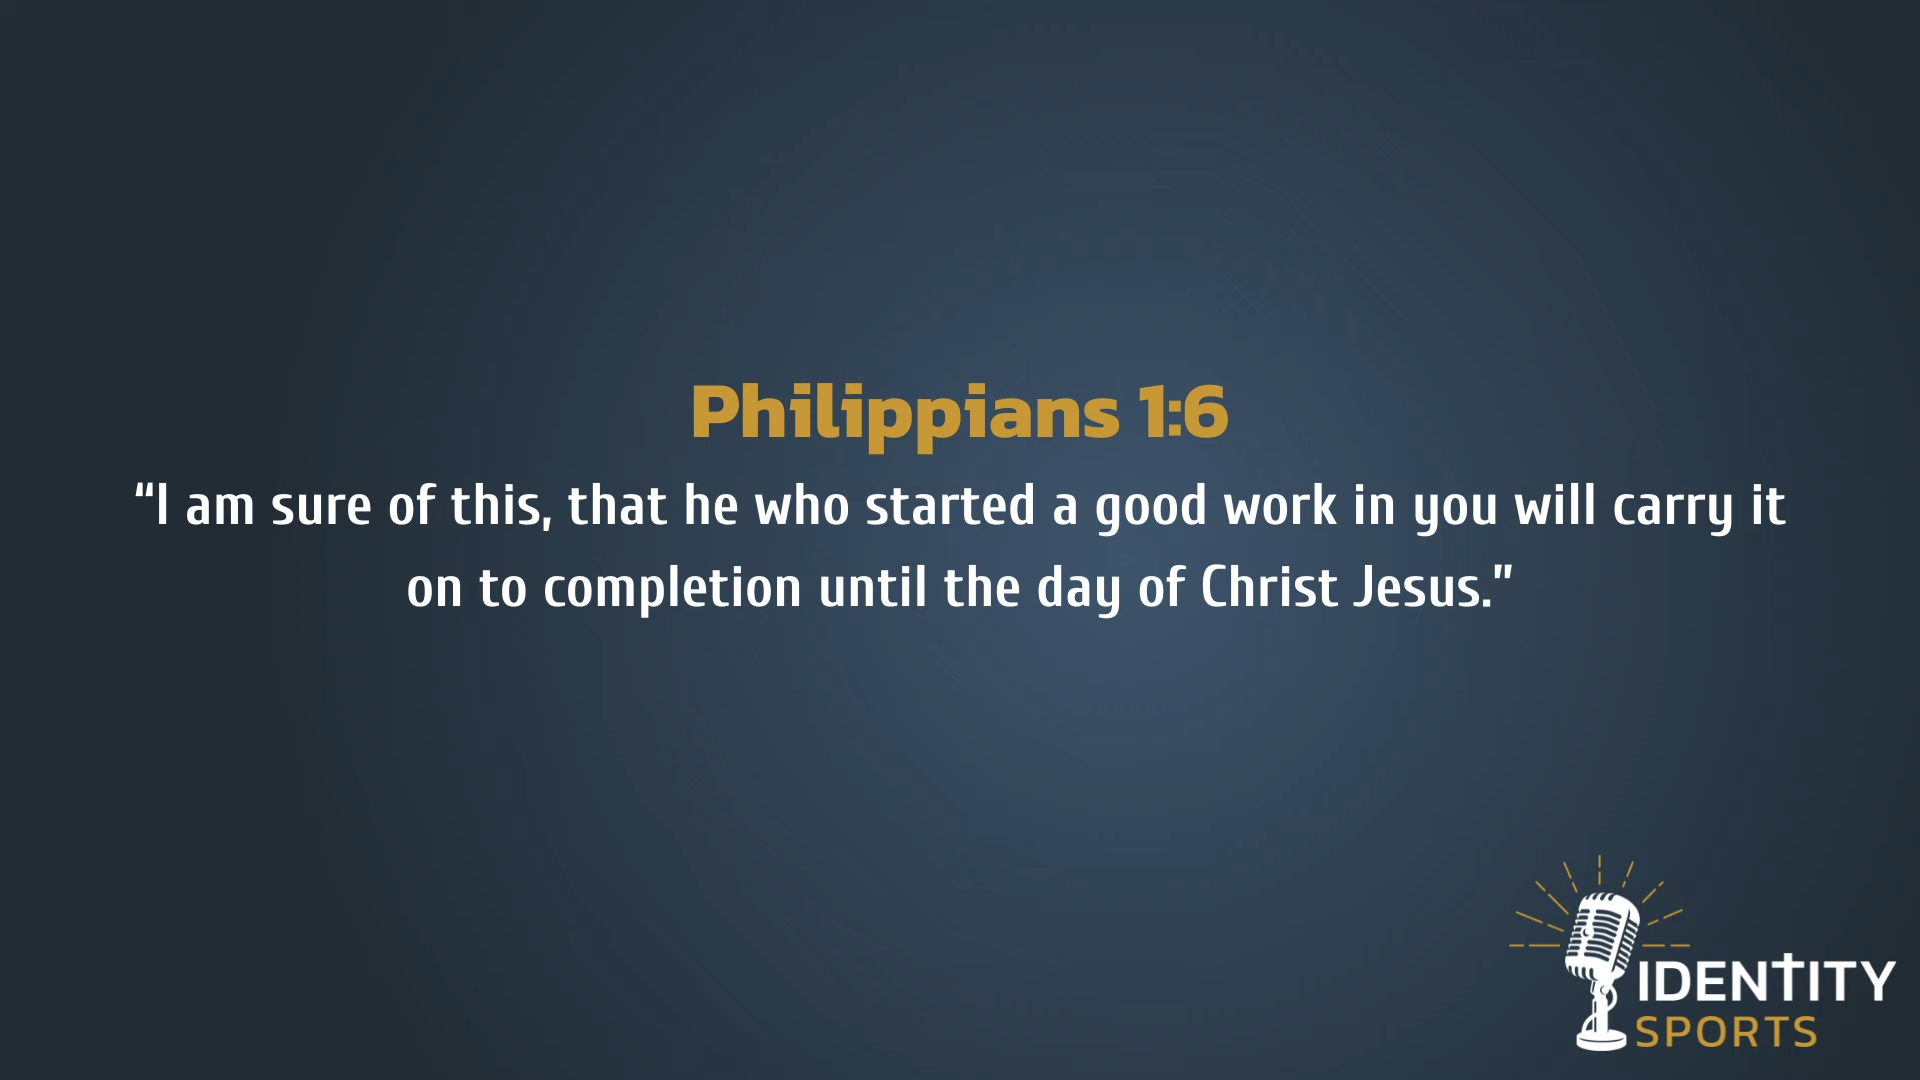 Philippians 1:6
“I am sure of this, that he who started a good work in you will carry it
on to completion until the day of Christ Jesus.”
IDENTITY
SPORTS